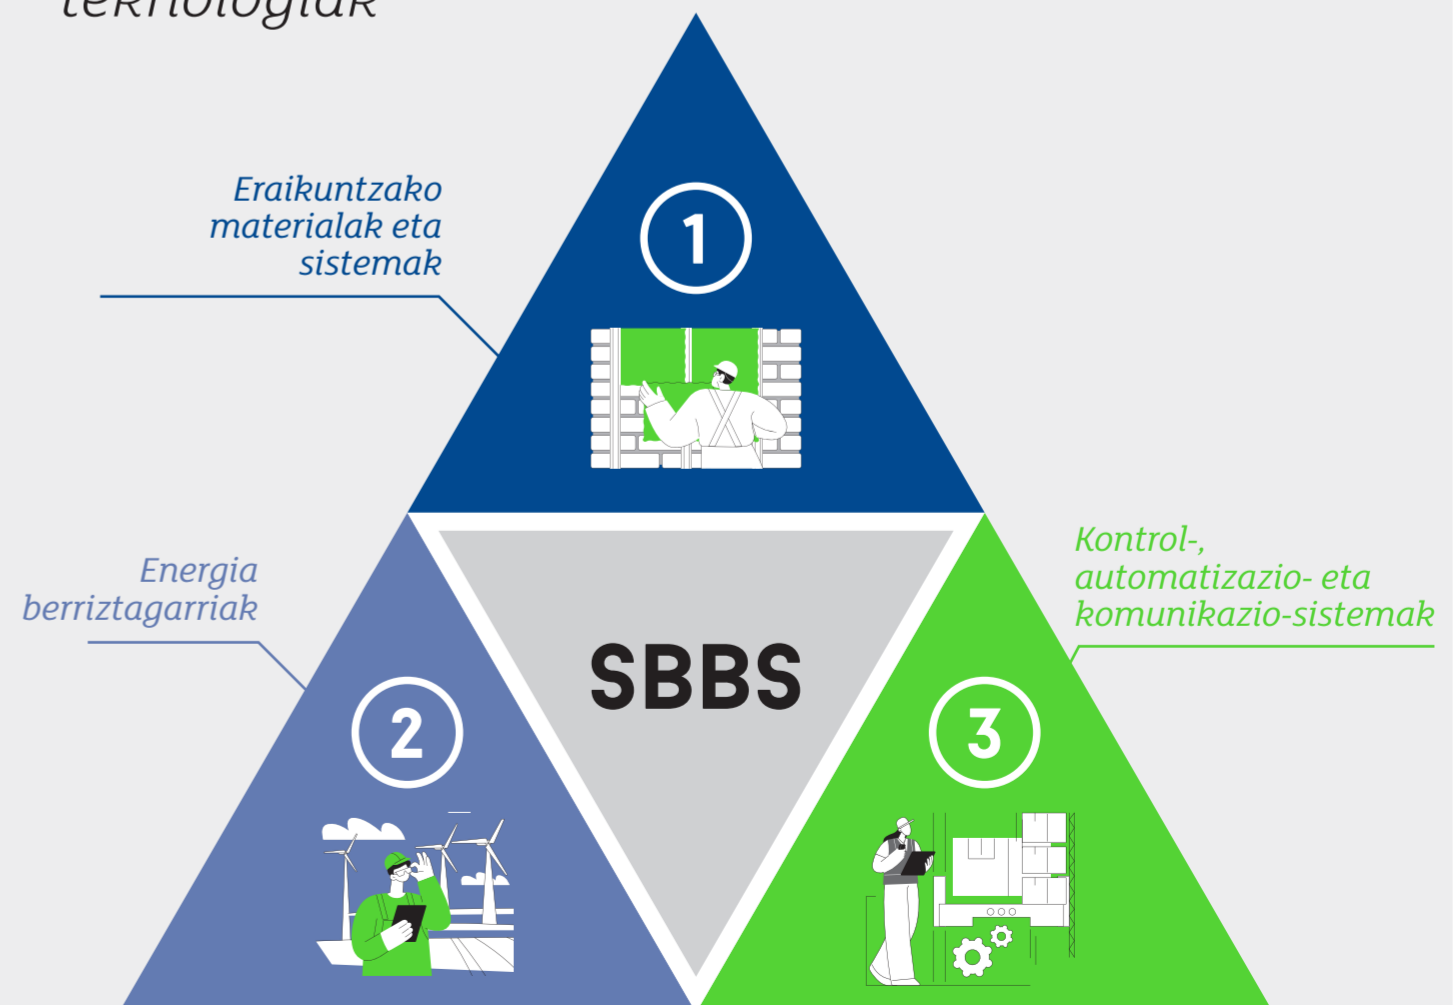 teknologiak
Eraikuntzako
materialak eta
sistemak
1
Energia
berriztagarriak
2
SBBS
Kontrol-,
automatizazio- eta
komunikazio-sistemak
3